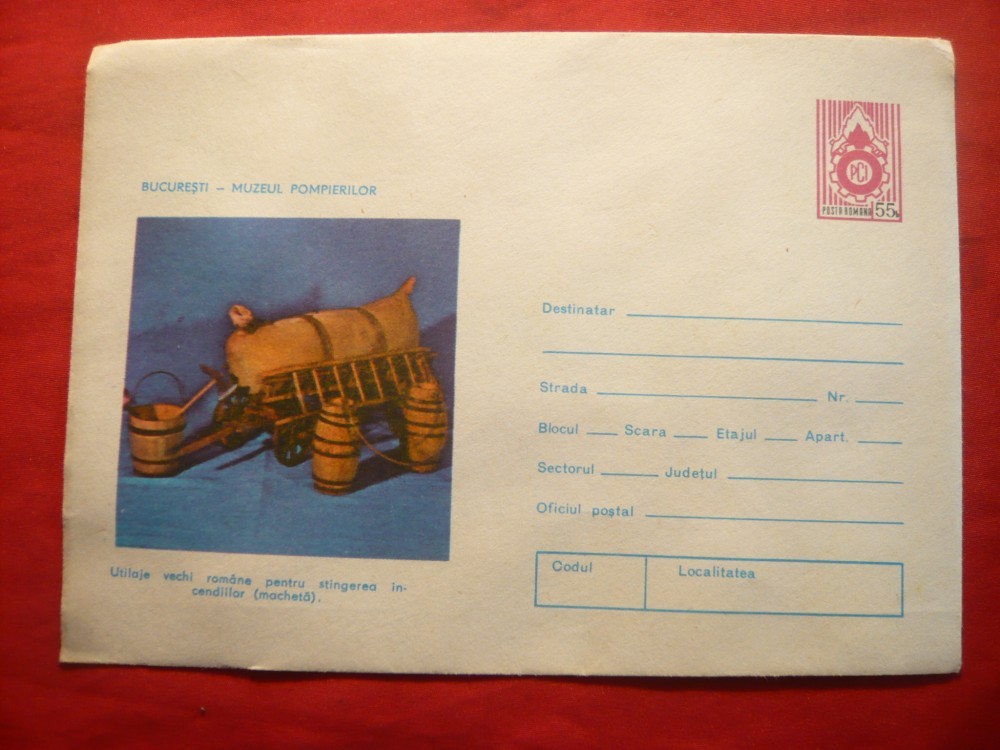 BUCUREȘTI – MUZEUL POMPIERILOR
PCI
POSTA ROMANA 55b
Destinatar
Strada Nr.
Blocul Scara Etajul Apart.
Sectorul Județul
Oficiul poștal
Codul Localitatea
Utilaje vechi române pentru stingerea in-
cendiilor (machetă).